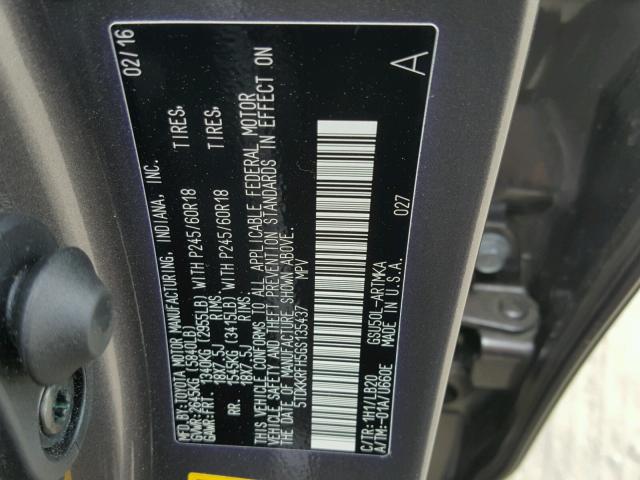 MFD. BY: TOYOTA MOTOR MANUFACTURING, INDIANA, INC. 02/16
GVWR: 2645KG (5840LB)
GAWR: FRT. 1340KG (2955LB) WITH P245/60R18 TIRES,
18X7.5J RIMS
RR. 1545KG (3415LB) WITH P245/60R18 TIRES,
18X7.5J RIMS
THIS VEHICLE CONFORMS TO ALL APPLICABLE FEDERAL MOTOR
VEHICLE SAFETY AND THEFT PREVENTION STANDARDS IN EFFECT ON
THE DATE OF MANUFACTURE SHOWN ABOVE.
5TDKKRFH5GS135437 MPV
A
027
C/TR: 1H1/LB20 GSU50L-ARTMKA
A/TM: -01A/U660E MADE IN U.S.A.